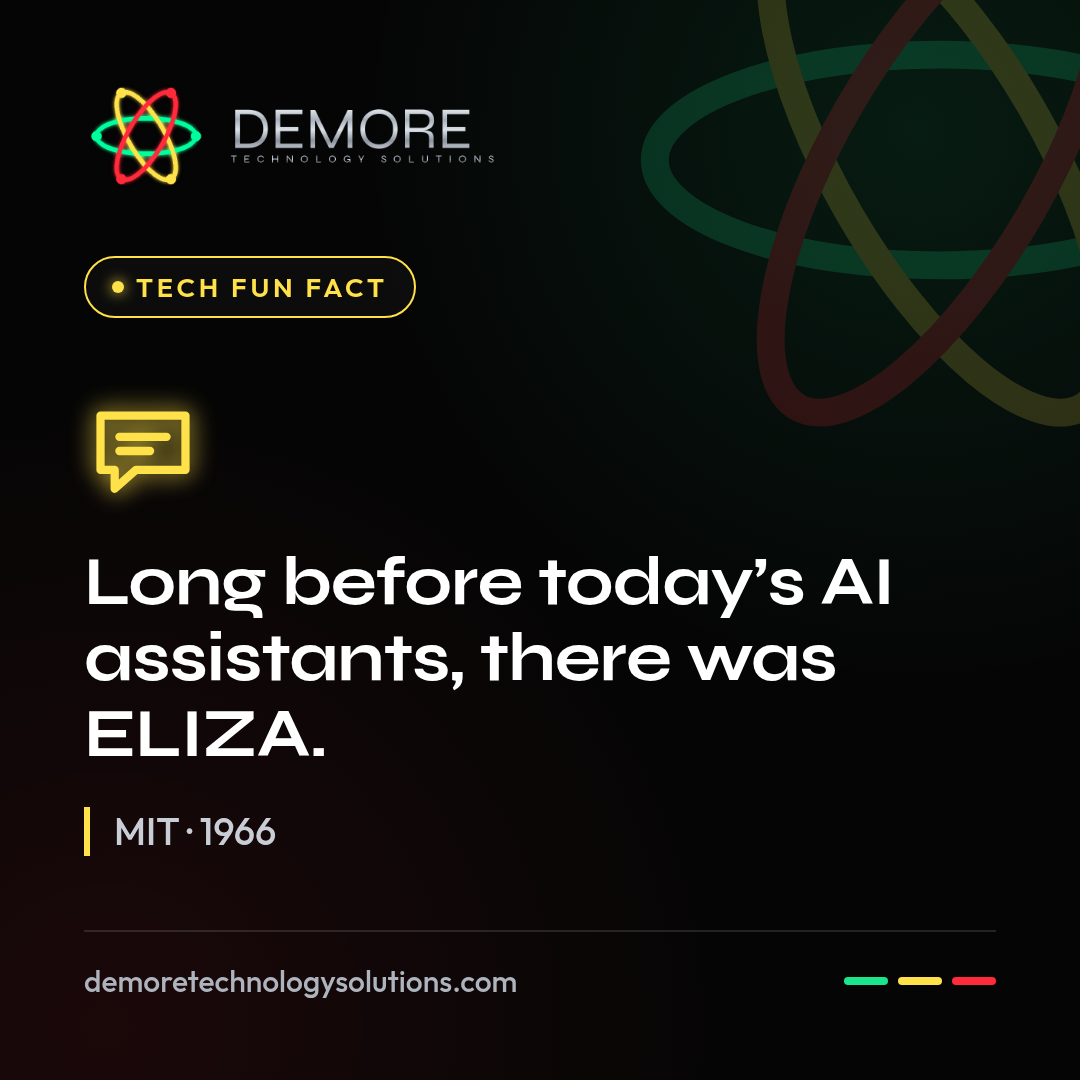 DEMORE
TECHNOLOGY SOLUTIONS
TECH FUN FACT
Long before today’s AI
assistants, there was
ELIZA.
MIT · 1966
demoretechnologysolutions.com